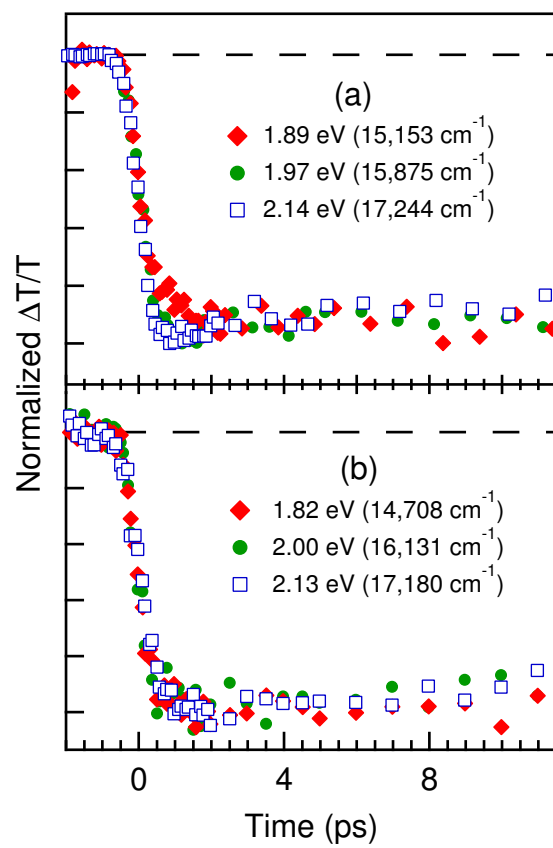 (a)
1.89 eV (15,153 cm⁻¹)
1.97 eV (15,875 cm⁻¹)
2.14 eV (17,244 cm⁻¹)
Normalized ΔT/T
(b)
1.82 eV (14,708 cm⁻¹)
2.00 eV (16,131 cm⁻¹)
2.13 eV (17,180 cm⁻¹)
0 4 8
Time (ps)